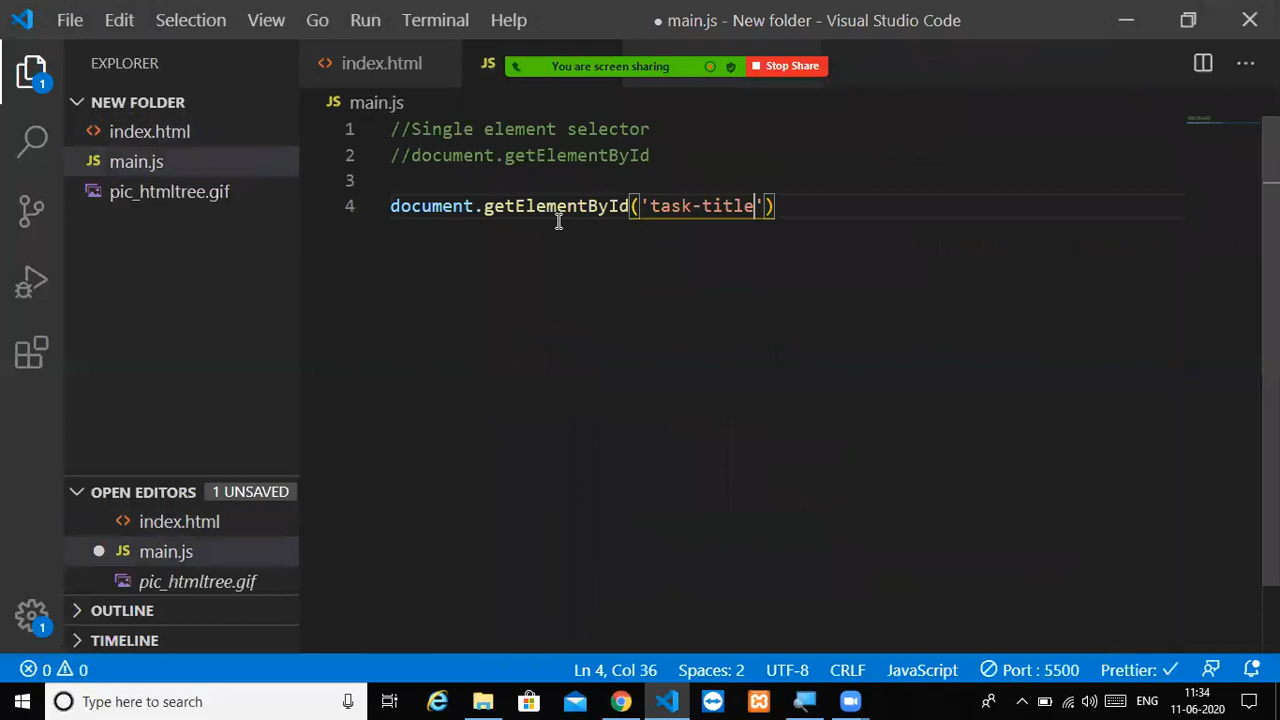 File Edit Selection View Go Run Terminal Help
● main.js - New folder - Visual Studio Code
EXPLORER
index.html
JS
You are screen sharing
Stop Share
NEW FOLDER
index.html
JS main.js
pic_htmltree.gif
JS main.js
1 //Single element selector
2 //document.getElementById
3
4 document.getElementById('task-title')
1
OPEN EDITORS 1 UNSAVED
index.html
JS main.js
pic_htmltree.gif
OUTLINE
TIMELINE
1
0 0
Ln 4, Col 36
Spaces: 2
UTF-8
CRLF
JavaScript
Port : 5500
Prettier: ✓
Type here to search
ENG
11:34
11-06-2020